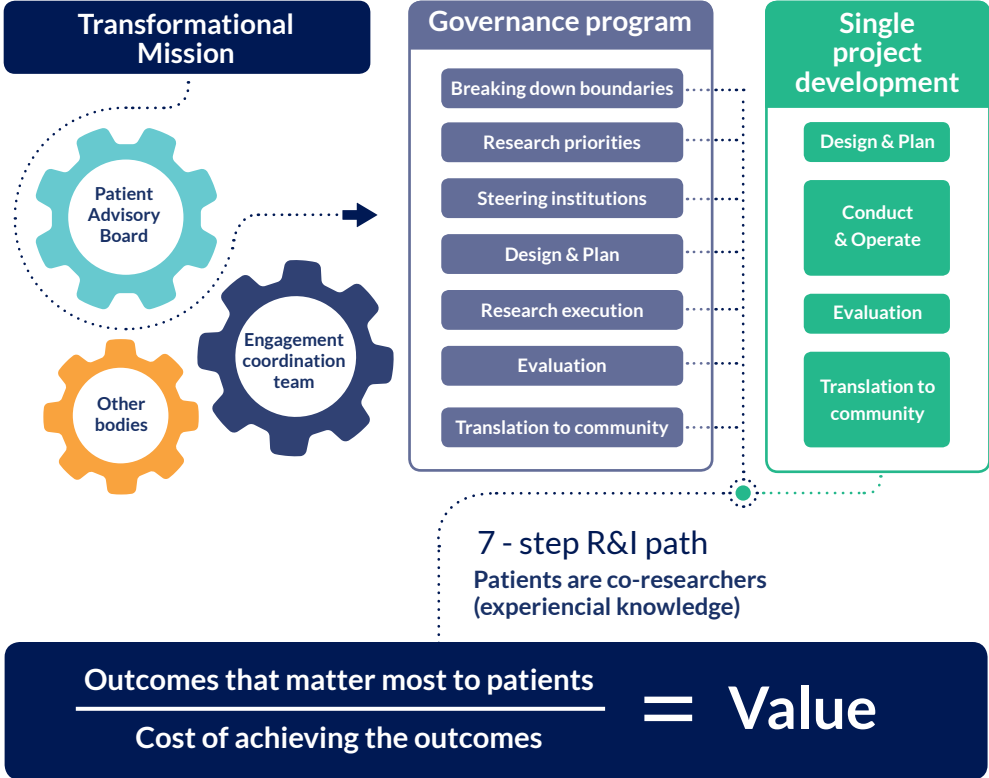 Transformational
Mission
Patient
Advisory
Board
Engagement
coordination
team
Other
bodies
Governance program
Breaking down boundaries
Research priorities
Steering institutions
Design & Plan
Research execution
Evaluation
Translation to community
Single
project
development
Design & Plan
Conduct
& Operate
Evaluation
Translation to
community
7 - step R&I path
Patients are co-researchers
(experiencial knowledge)
Outcomes that matter most to patients
Cost of achieving the outcomes
= Value